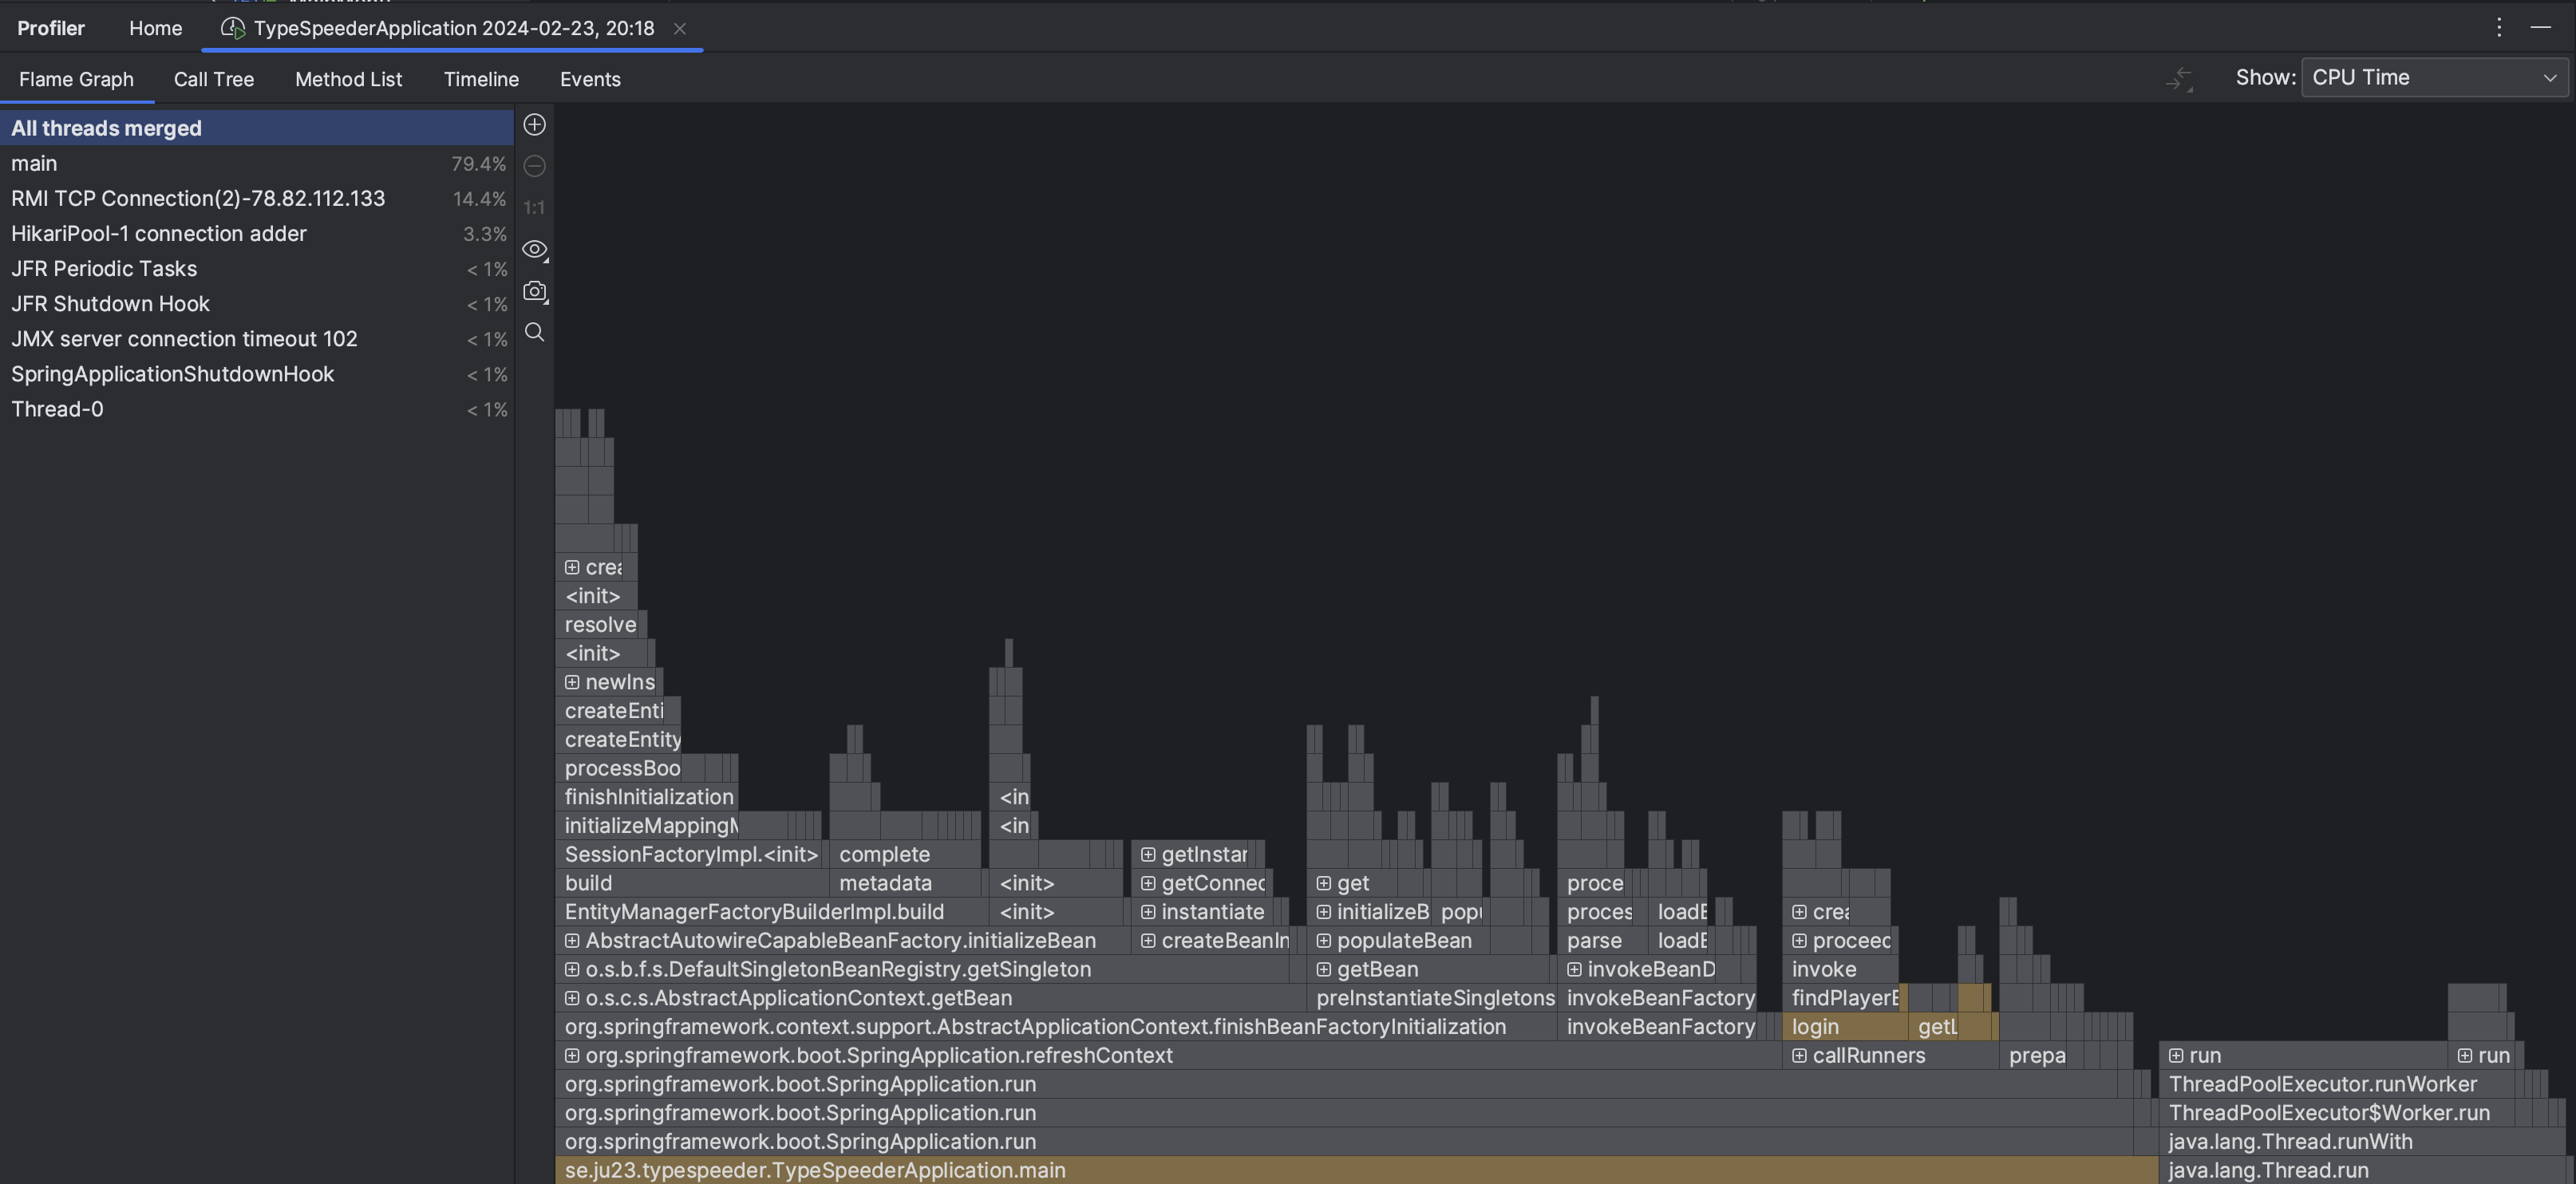 Profiler Home TypeSpeederApplication 2024-02-23, 20:18
Flame Graph Call Tree Method List Timeline Events Show: CPU Time
All threads merged
main 79.4%
RMI TCP Connection(2)-78.82.112.133 14.4%
HikariPool-1 connection adder 3.3%
JFR Periodic Tasks < 1%
JFR Shutdown Hook < 1%
JMX server connection timeout 102 < 1%
SpringApplicationShutdownHook < 1%
Thread-0 < 1%
1:1
crea
<init>
resolve
<init>
newIns
createEnti
createEntity
processBoo
finishInitialization <in
initializeMappingM <in
SessionFactoryImpl.<init> complete getInstar
build metadata <init> getConnec get proce
EntityManagerFactoryBuilderImpl.build <init> instantiate initializeB popu proces loadB crea
AbstractAutowireCapableBeanFactory.initializeBean createBeanIn populateBean parse loadB proceed
o.s.b.f.s.DefaultSingletonBeanRegistry.getSingleton getBean invokeBeanD invoke
o.s.c.s.AbstractApplicationContext.getBean preInstantiateSingletons invokeBeanFactory findPlayerB
org.springframework.context.support.AbstractApplicationContext.finishBeanFactoryInitialization invokeBeanFactory login getL
org.springframework.boot.SpringApplication.refreshContext callRunners prepa run run
org.springframework.boot.SpringApplication.run ThreadPoolExecutor.runWorker
org.springframework.boot.SpringApplication.run ThreadPoolExecutor$Worker.run
org.springframework.boot.SpringApplication.run java.lang.Thread.runWith
se.ju23.typespeeder.TypeSpeederApplication.main java.lang.Thread.run